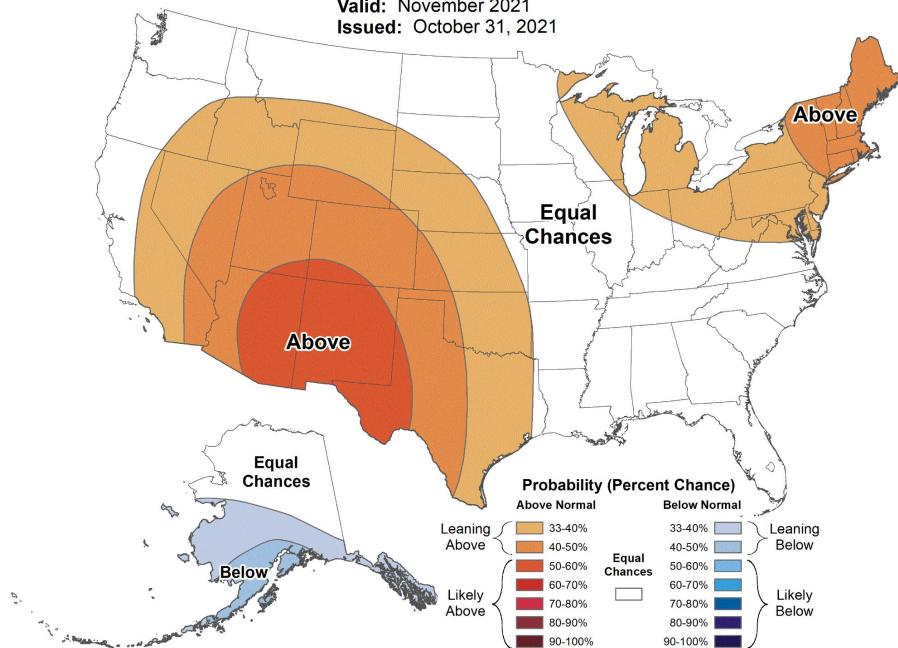 Valid: November 2021
Issued: October 31, 2021
Above
Equal
Chances
Above
Equal
Chances
Below
Probability (Percent Chance)
Above Normal
Below Normal
Leaning
Above
33-40%
40-50%
Likely
Above
50-60%
60-70%
70-80%
80-90%
90-100%
Equal
Chances
33-40%
40-50%
Leaning
Below
50-60%
60-70%
70-80%
80-90%
90-100%
Likely
Below